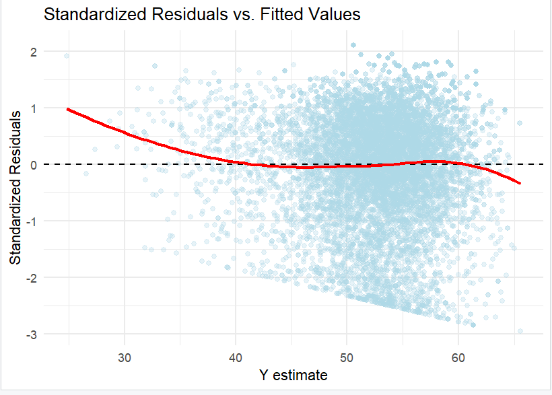 Standardized Residuals vs. Fitted Values
Standardized Residuals
2
1
0
-1
-2
-3
30 40 50 60
Y estimate